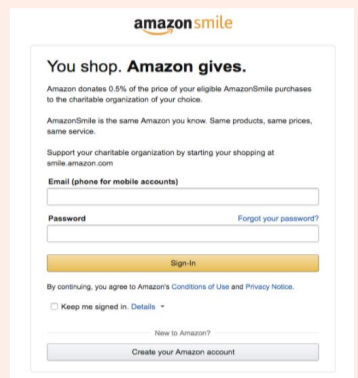 amazonsmile
You shop. Amazon gives.
Amazon donates 0.5% of the price of your eligible AmazonSmile purchases
to the charitable organization of your choice.
AmazonSmile is the same Amazon you know. Same products, same prices,
same service.
Support your charitable organization by starting your shopping at
smile.amazon.com
Email (phone for mobile accounts)
Password Forgot your password?
Sign-In
By continuing, you agree to Amazon's Conditions of Use and Privacy Notice.
Keep me signed in. Details
New to Amazon?
Create your Amazon account